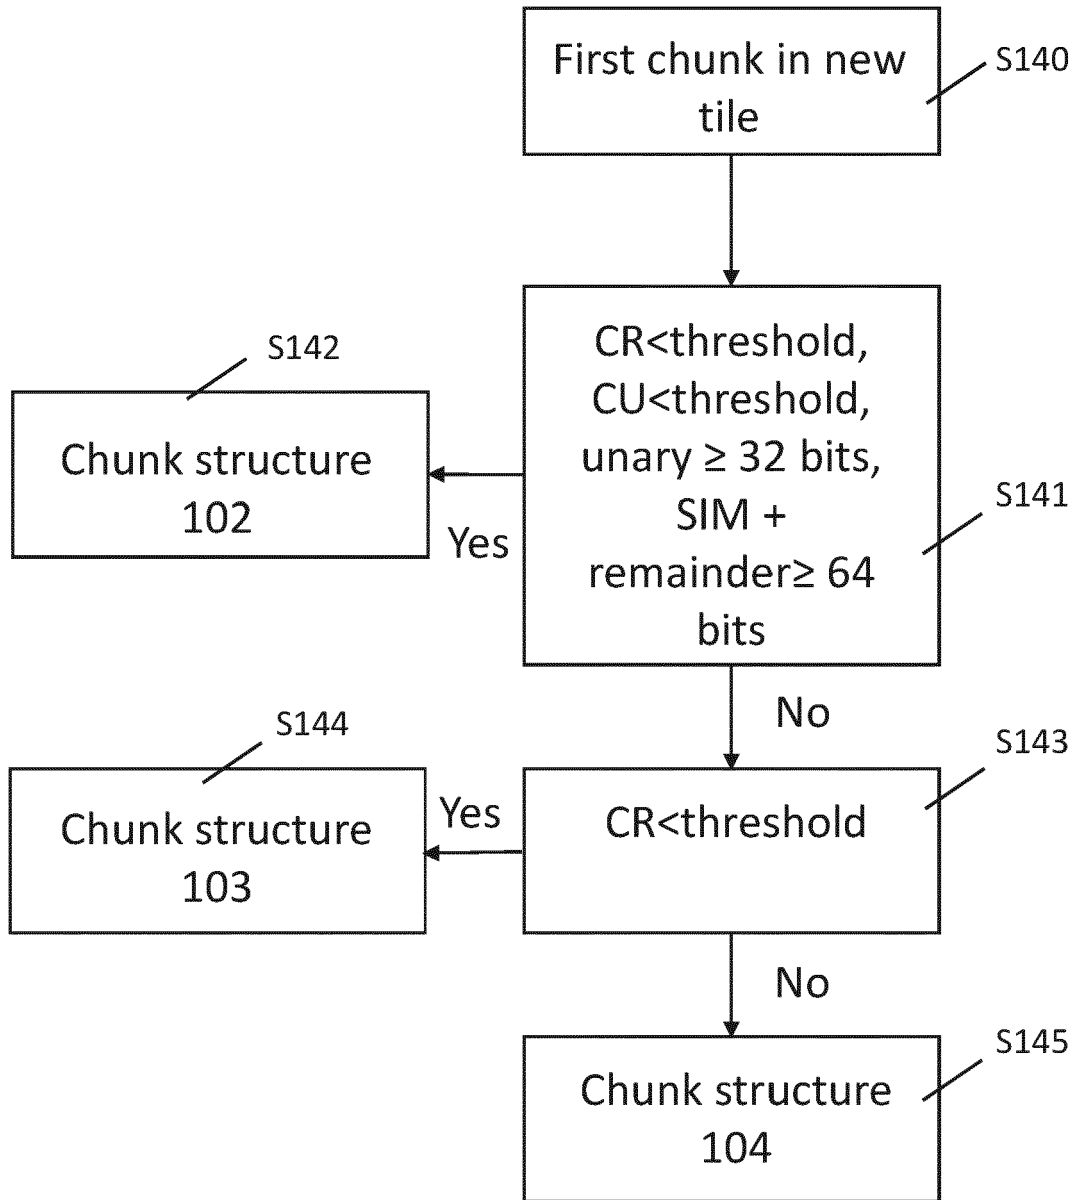 First chunk in new
tile
S140
CR<threshold,
CU<threshold,
unary ≥ 32 bits,
SIM +
remainder≥ 64
bits
S141
S142
Chunk structure
102
Yes
No
S143
CR<threshold
S144
Chunk structure
103
Yes
No
S145
Chunk structure
104